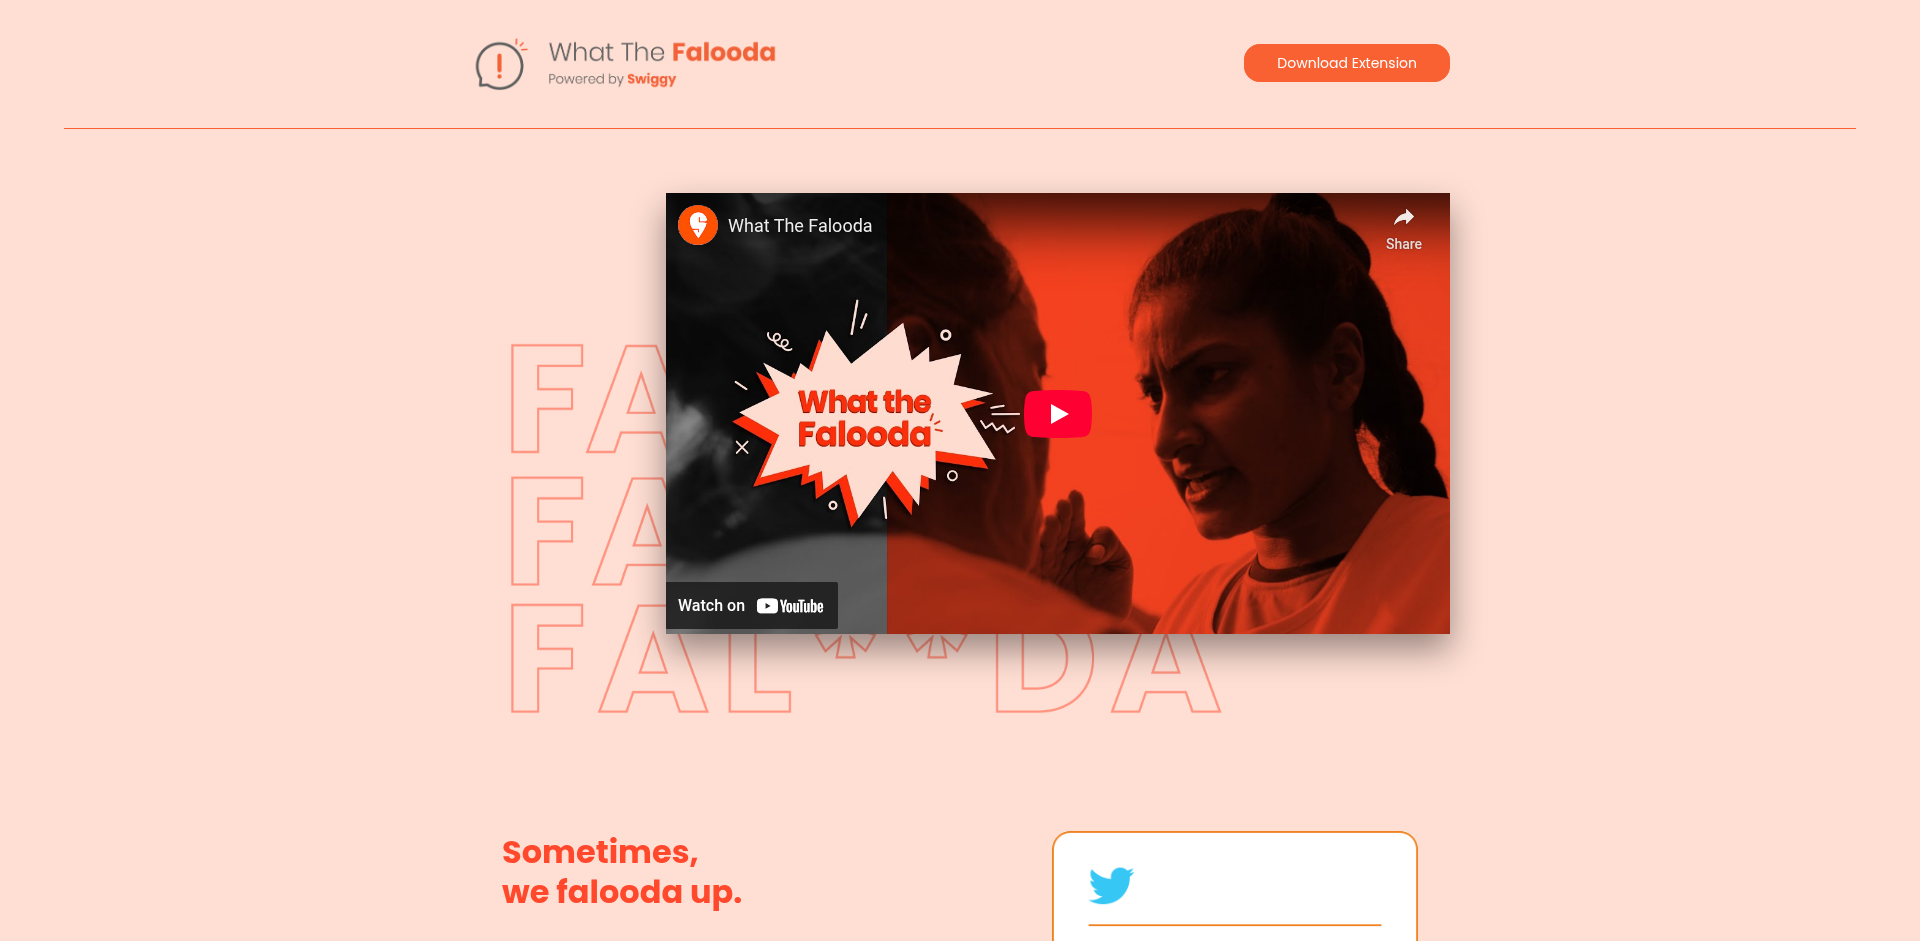 What The Falooda
Powered by Swiggy
Download Extension
What The Falooda
Share
What the
Falooda
Watch on YouTube
FA
FA
FAL**DA
Sometimes,
we falooda up.